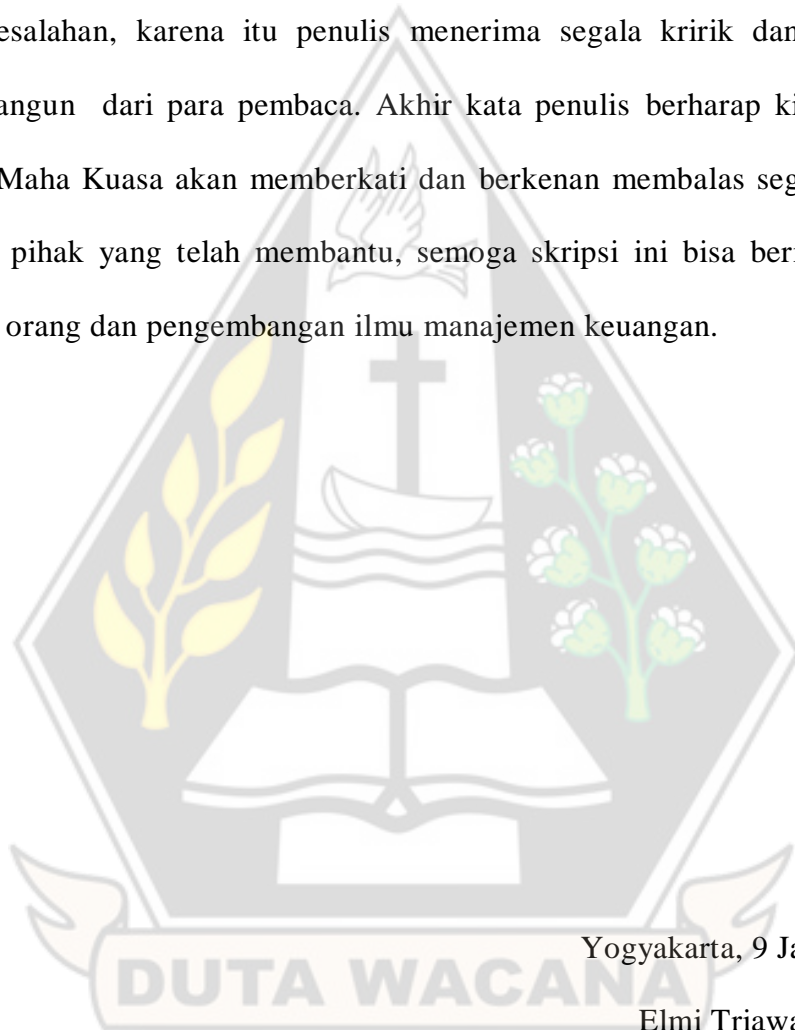 esalahan, karena itu penulis menerima segala kririk dan
angun dari para pembaca. Akhir kata penulis berharap ki
Maha Kuasa akan memberkati dan berkenan membalas seg
pihak yang telah membantu, semoga skripsi ini bisa ber
orang dan pengembangan ilmu manajemen keuangan.
Yogyakarta, 9 Ja
DUTA WACANA
Elmi Triawa